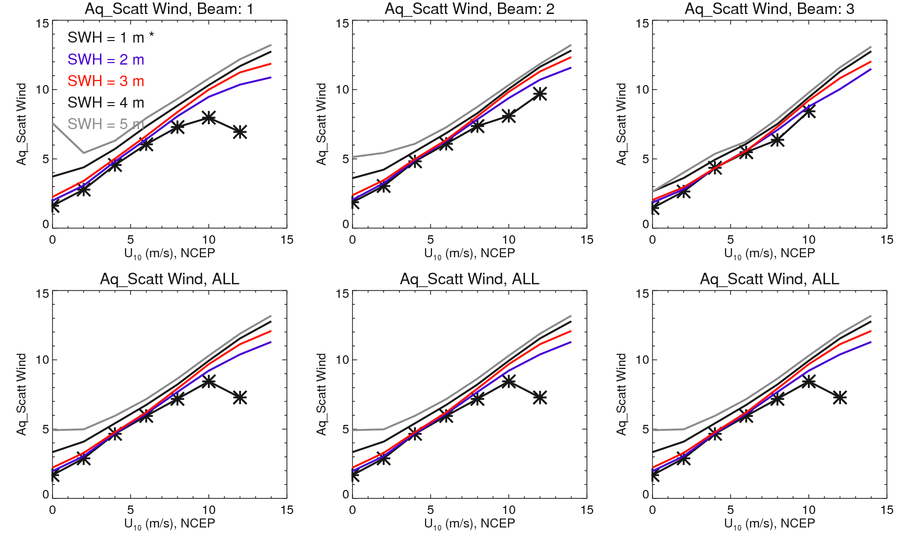 Aq_Scatt Wind, Beam: 1
15
10
5
0
Aq_Scatt Wind
SWH = 1 m *
SWH = 2 m
SWH = 3 m
SWH = 4 m
SWH = 5 m
0 5 10 15
U10 (m/s), NCEP
Aq_Scatt Wind, Beam: 2
15
10
5
0
Aq_Scatt Wind
0 5 10 15
U10 (m/s), NCEP
Aq_Scatt Wind, Beam: 3
15
10
5
0
Aq_Scatt Wind
0 5 10 15
U10 (m/s), NCEP
Aq_Scatt Wind, ALL
15
10
5
0
Aq_Scatt Wind
0 5 10 15
U10 (m/s), NCEP
Aq_Scatt Wind, ALL
15
10
5
0
Aq_Scatt Wind
0 5 10 15
U10 (m/s), NCEP
Aq_Scatt Wind, ALL
15
10
5
0
Aq_Scatt Wind
0 5 10 15
U10 (m/s), NCEP